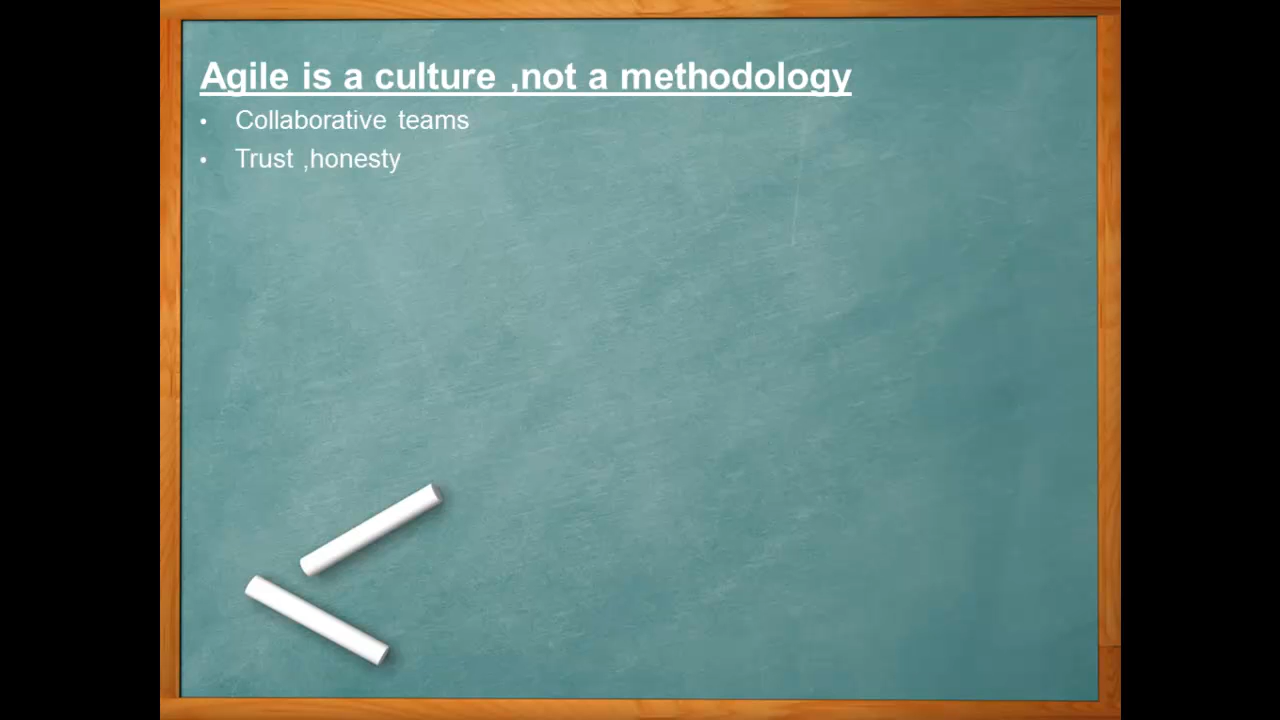 Agile is a culture ,not a methodology
• Collaborative teams
• Trust ,honesty